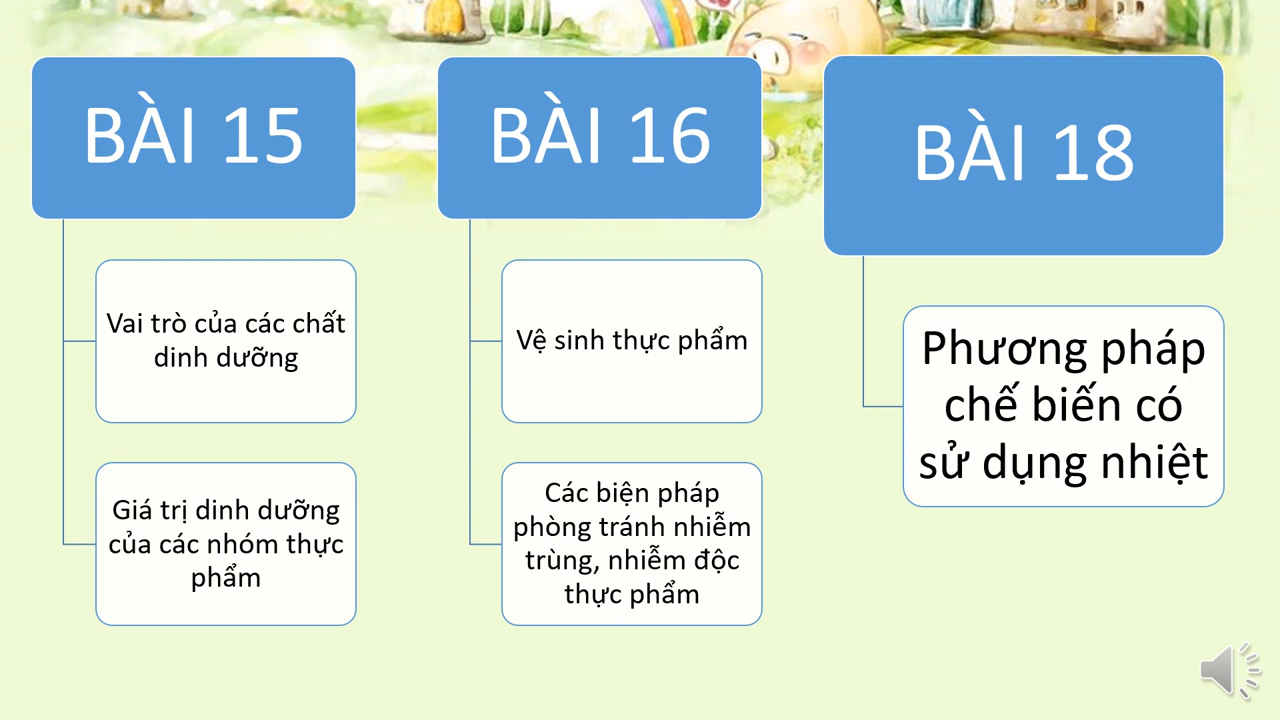 BÀI 15
Vai trò của các chất
dinh dưỡng
Giá trị dinh dưỡng
của các nhóm thực
phẩm
BÀI 16
Vệ sinh thực phẩm
Các biện pháp
phòng tránh nhiễm
trùng, nhiễm độc
thực phẩm
BÀI 18
Phương pháp
chế biến có
sử dụng nhiệt